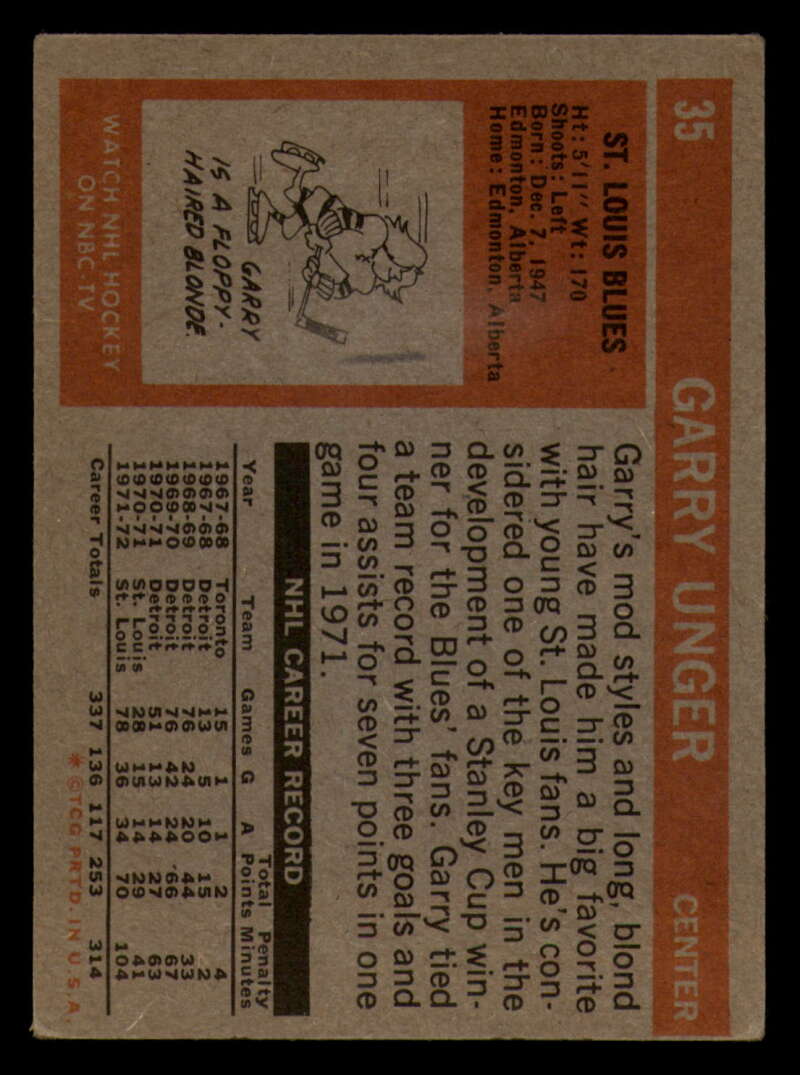 35 GARRY UNGER CENTER
ST. LOUIS BLUES
Ht: 5/11" Wt: 170
Shoots: Left
Born: Dec. 7, 1947
Edmonton, Alberta
Home: Edmonton, Alberta
GARRY
IS A FLOPPY-
HAIRED BLONDE.
WATCH NHL HOCKEY
ON NBC-TV
Garry's mod styles and long, blond
hair have made him a big favorite
with young St. Louis fans. He's con-
sidered one of the key men in the
development of a Stanley Cup win-
ner for the Blues' fans. Garry tied
a team record with three goals and
four assists for seven points in one
game in 1971.
NHL CAREER RECORD
Year Team Games G A Total Points Penalty Minutes
1967-68 Toronto 15 1 1 2 4
1967-68 Detroit 13 5 10 15 2
1968-69 Detroit 76 24 20 44 33
1969-70 Detroit 76 42 24 66 67
1970-71 Detroit 51 13 14 27 63
1970-71 St. Louis 28 15 14 29 41
1971-72 St. Louis 78 36 34 70 104
Career Totals 337 136 117 253 314
* © TCG PRTD. IN U.S.A.